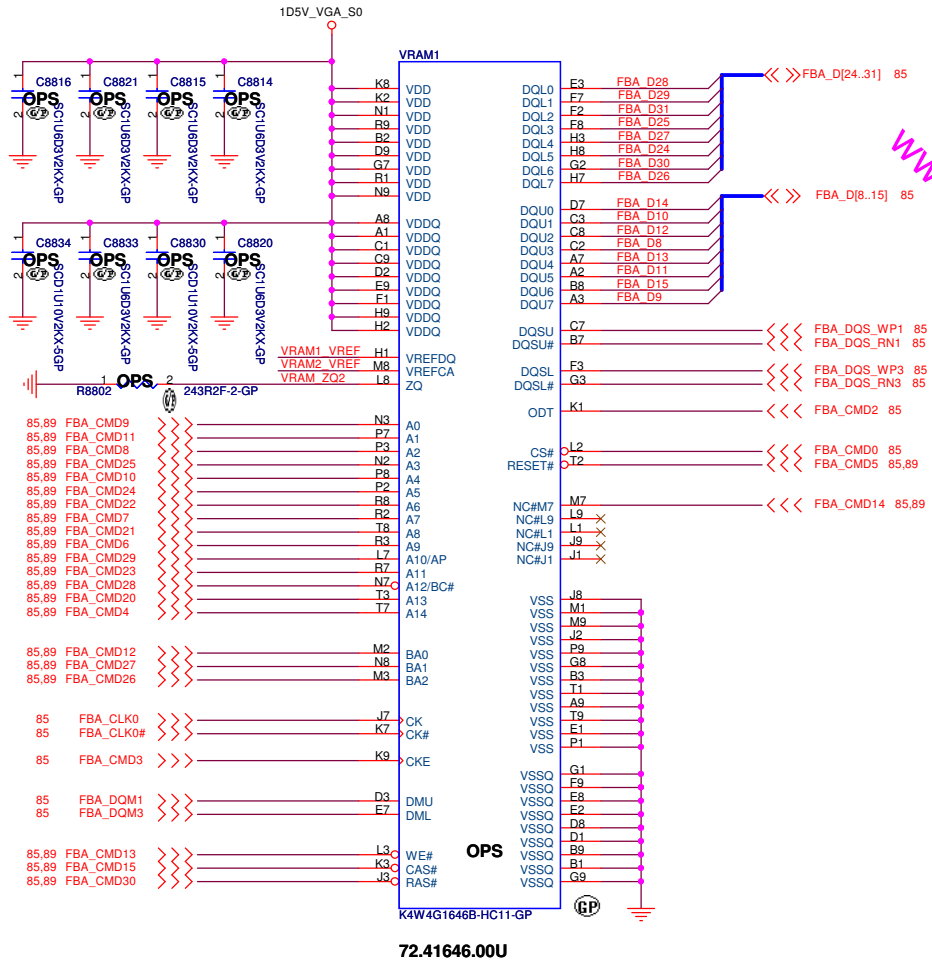 1D5V_VGA_S0
VRAM1
C8816 C8821 C8815 C8814
1 1 1 1
OPS OPS OPS OPS
2 2 2 2
SC1U6D3V2KX-GP SC1U6D3V2KX-GP SC1U6D3V2KX-GP SC1U6D3V2KX-GP
C8834 C8833 C8830 C8820
1 1 1 1
OPS OPS OPS OPS
2 2 2 2
SCD1U10V2KX-5GP SC1U6D3V2KX-GP SCD1U10V2KX-5GP SC1U6D3V2KX-GP
K8 VDD
K2 VDD
N1 VDD
R9 VDD
B2 VDD
D9 VDD
G7 VDD
R1 VDD
N9 VDD
A8 VDDQ
A1 VDDQ
C1 VDDQ
C9 VDDQ
D2 VDDQ
E9 VDDQ
F1 VDDQ
H9 VDDQ
H2 VDDQ
VRAM1_VREF H1 VREFDQ
VRAM2_VREF M8 VREFCA
VRAM_ZQ2 L8 ZQ
R8802 1 OPS 2 243R2F-2-GP
85,89 FBA_CMD9 N3 A0
85,89 FBA_CMD11 P7 A1
85,89 FBA_CMD8 P3 A2
85,89 FBA_CMD25 N2 A3
85,89 FBA_CMD10 P8 A4
85,89 FBA_CMD24 P2 A5
85,89 FBA_CMD22 R8 A6
85,89 FBA_CMD7 R2 A7
85,89 FBA_CMD21 T8 A8
85,89 FBA_CMD6 R3 A9
85,89 FBA_CMD29 L7 A10/AP
85,89 FBA_CMD23 R7 A11
85,89 FBA_CMD28 N7 A12/BC#
85,89 FBA_CMD20 T3 A13
85,89 FBA_CMD4 T7 A14
85,89 FBA_CMD12 M2 BA0
85,89 FBA_CMD27 N8 BA1
85,89 FBA_CMD26 M3 BA2
85 FBA_CLK0 J7 CK
85 FBA_CLK0# K7 CK#
85 FBA_CMD3 K9 CKE
85 FBA_DQM1 D3 DMU
85 FBA_DQM3 E7 DML
85,89 FBA_CMD13 L3 WE#
85,89 FBA_CMD15 K3 CAS#
85,89 FBA_CMD30 J3 RAS#
DQL0 E3 FBA_D28
DQL1 F7 FBA_D29
DQL2 F2 FBA_D31
DQL3 F8 FBA_D25
DQL4 H3 FBA_D27
DQL5 H8 FBA_D24
DQL6 G2 FBA_D30
DQL7 H7 FBA_D26
FBA_D[24..31] 85
DQU0 D7 FBA_D14
DQU1 C3 FBA_D10
DQU2 C8 FBA_D12
DQU3 C2 FBA_D8
DQU4 A7 FBA_D13
DQU5 A2 FBA_D11
DQU6 B8 FBA_D15
DQU7 A3 FBA_D9
FBA_D[8..15] 85
DQSU C7 FBA_DQS_WP1 85
DQSU# B7 FBA_DQS_RN1 85
DQSL F3 FBA_DQS_WP3 85
DQSL# G3 FBA_DQS_RN3 85
ODT K1 FBA_CMD2 85
CS# L2 FBA_CMD0 85
RESET# T2 FBA_CMD5 85,89
NC#M7 M7 FBA_CMD14 85,89
NC#L9 L9
NC#L1 L1
NC#J9 J9
NC#J1 J1
VSS J8
VSS M1
VSS M9
VSS J2
VSS P9
VSS G8
VSS B3
VSS T1
VSS A9
VSS T9
VSS E1
VSS P1
VSSQ G1
VSSQ F9
VSSQ E8
VSSQ E2
VSSQ D8
VSSQ D1
VSSQ B9
VSSQ B1
VSSQ G9
OPS
GP
K4W4G1646B-HC11-GP
72.41646.00U